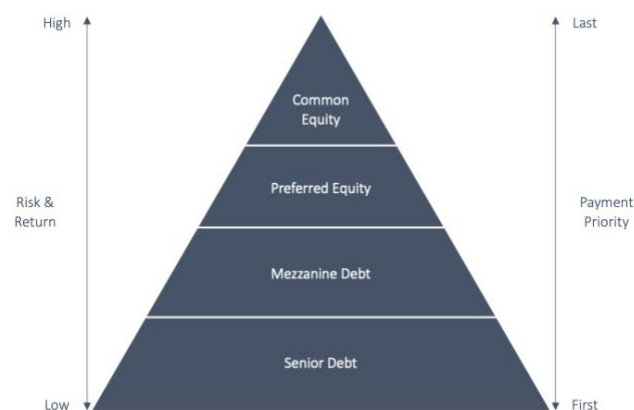 High
Last
Common
Equity
Preferred Equity
Risk &
Return
Payment
Priority
Mezzanine Debt
Senior Debt
Low
First